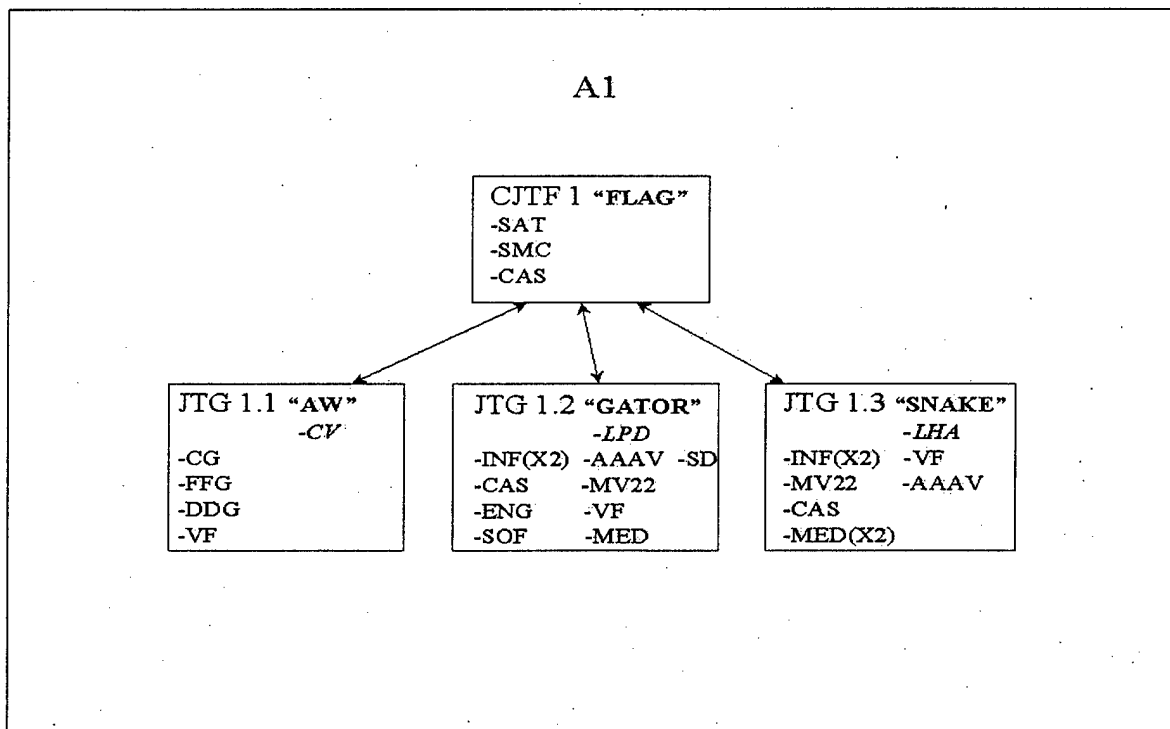 A1
CJTF 1 “FLAG”
-SAT
-SMC
-CAS
JTG 1.1 “AW”
-CV
-CG
-FFG
-DDG
-VF
JTG 1.2 “GATOR”
-LPD
-INF(X2) -AAAV -SD
-CAS -MV22
-ENG -VF
-SOF -MED
JTG 1.3 “SNAKE”
-LHA
-INF(X2) -VF
-MV22 -AAAV
-CAS
-MED(X2)